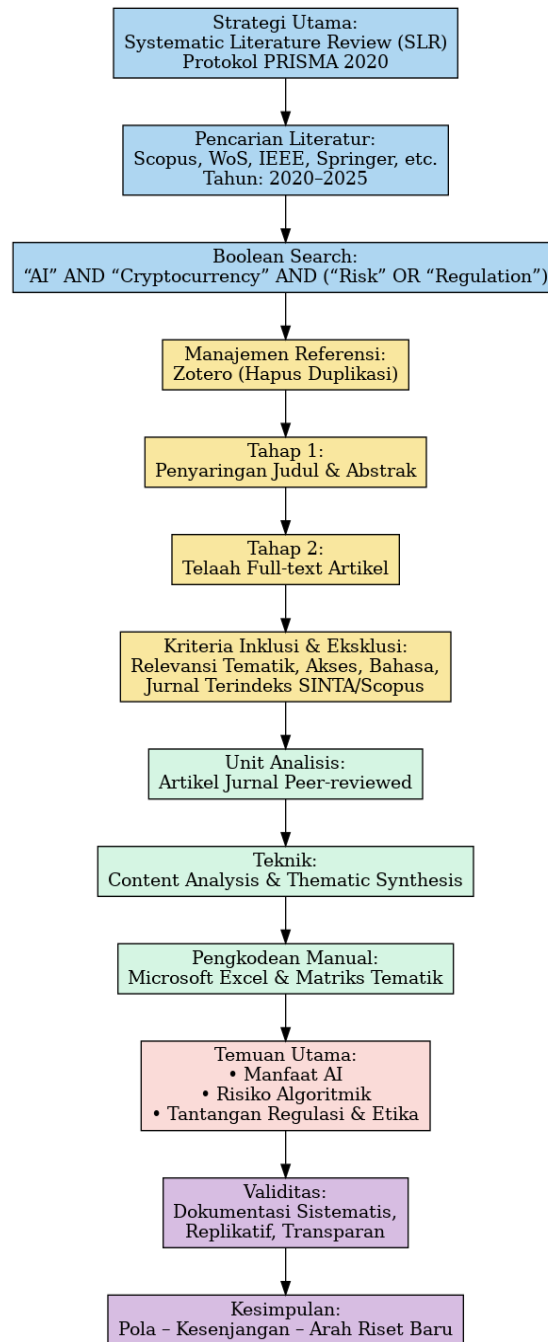 Strategi Utama:
Systematic Literature Review (SLR)
Protokol PRISMA 2020
Pencarian Literatur:
Scopus, WoS, IEEE, Springer, etc.
Tahun: 2020–2025
Boolean Search:
“AI” AND “Cryptocurrency” AND (“Risk” OR “Regulation”)
Manajemen Referensi:
Zotero (Hapus Duplikasi)
Tahap 1:
Penyaringan Judul & Abstrak
Tahap 2:
Telaah Full-text Artikel
Kriteria Inklusi & Eksklusi:
Relevansi Tematik, Akses, Bahasa,
Jurnal Terindeks SINTA/Scopus
Unit Analisis:
Artikel Jurnal Peer-reviewed
Teknik:
Content Analysis & Thematic Synthesis
Pengkodean Manual:
Microsoft Excel & Matriks Tematik
Temuan Utama:
• Manfaat AI
• Risiko Algoritmik
• Tantangan Regulasi & Etika
Validitas:
Dokumentasi Sistematis,
Replikatif, Transparan
Kesimpulan:
Pola – Kesenjangan – Arah Riset Baru